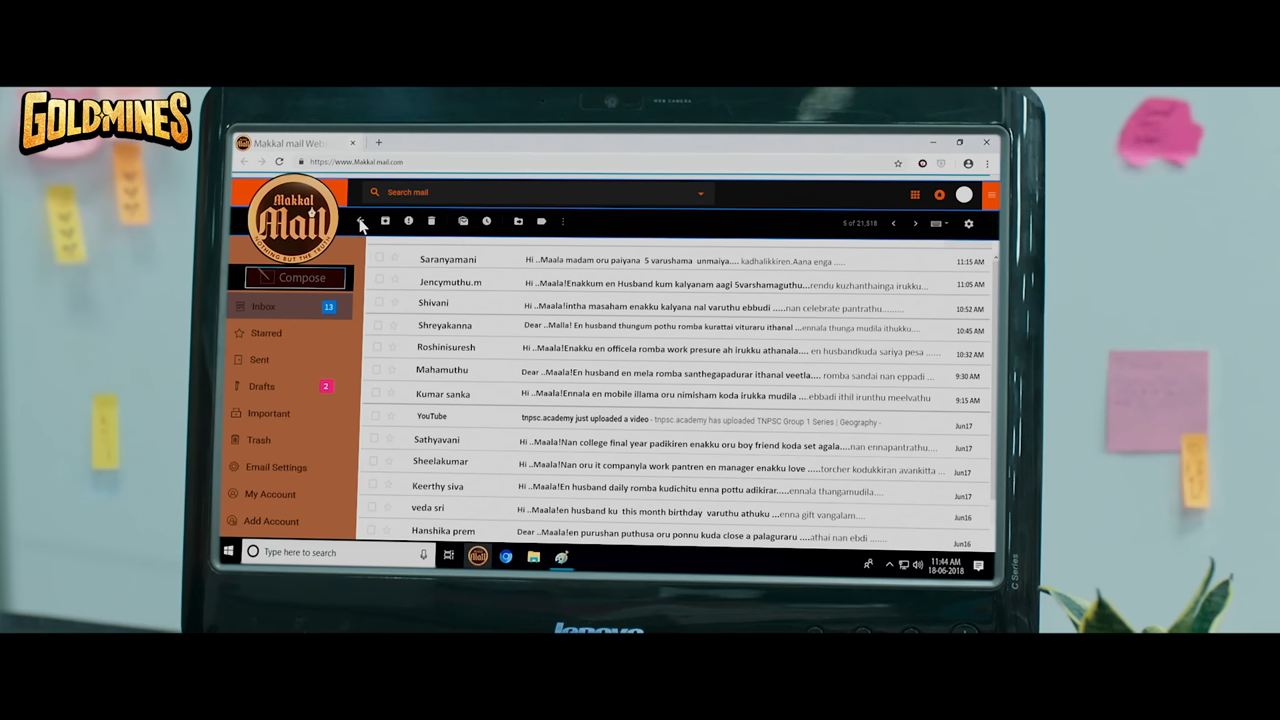 GOLDMINES
WEB CAMERA
Makkal mail Web
https://www.Makkal mail.com
Makkal
Mail
NOTHING BUT THE TRUTH
Search mail
5 of 21,518
Compose
Inbox 13
Starred
Sent
Drafts 2
Important
Trash
Email Settings
My Account
Add Account
Saranyamani Hi ..Maala madam oru paiyana 5 varushama unmaiya.... kadhalikkiren.Aana enga ..... 11:15 AM
Jencymuthu.m Hi ..Maala!Enakkum en Husband kum kalyanam aagi 5varshamaguthu...rendu kuzhanthainga irukku... 11:05 AM
Shivani Hi ..Maala!intha masaham enakku kalyana nal varuthu ebbudi .....nan celebrate pantrathu........ 10:52 AM
Shreyakanna Dear ..Malla! En husband thungum pothu romba kurattai vituraru ithanal ...ennala thunga mudila ithukku.... 10:45 AM
Roshinisuresh Hi ..Maala!Enakku en officela romba work presure ah irukku athanala.... en husbandkuda sariya pesa ...... 10:32 AM
Mahamuthu Dear ..Maala!En husband en mela romba santhegapadurar ithanal veetla.... romba sandai nan eppadi ... 9:30 AM
Kumar sanka Hi ..Maala!Ennala en mobile illama oru nimisham koda irukka mudila ....ebbadi ithil irunthu meelvathu 9:15 AM
YouTube tnpsc.academy just uploaded a video - tnpsc.academy has uploaded TNPSC Group 1 Series | Geography - Jun17
Sathyavani Hi ..Maala!Nan college final year padikiren enakku oru boy friend koda set agala....nan ennapantrathu.... Jun17
Sheelakumar Hi ..Maala!Nan oru it companyla work pantren en manager enakku love .....torcher kodukkiran avankitta ... Jun17
Keerthy siva Hi ..Maala!En husband daily romba kudichitu enna pottu adikirar...ennala thangamudila.... Jun17
veda sri Hi ..Maala!en husband ku this month birthday varuthu athuku ...enna gift vangalam.... Jun16
Hanshika prem Dear ..Maala!en purushan puthusa oru ponnu kuda close a palaguraru ....athai nan ebdi ....... Jun16
Type here to search
11:44 AM
18-06-2018
C Series
lenovo